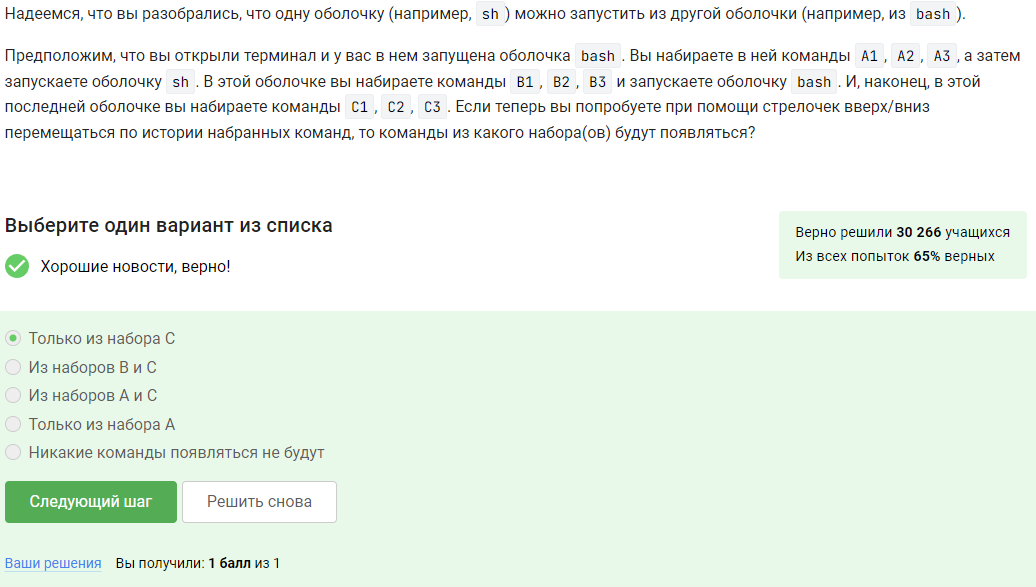 Надеемся, что вы разобрались, что одну оболочку (например, sh) можно запустить из другой оболочки (например, из bash).
Предположим, что вы открыли терминал и у вас в нем запущена оболочка bash. Вы набираете в ней команды A1, A2, A3, а затем
запускаете оболочку sh. В этой оболочке вы набираете команды B1, B2, B3 и запускаете оболочку bash. И, наконец, в этой
последней оболочке вы набираете команды C1, C2, C3. Если теперь вы попробуете при помощи стрелочек вверх/вниз
перемещаться по истории набранных команд, то команды из какого набора(ов) будут появляться?
Выберите один вариант из списка
Верно решили 30 266 учащихся
Из всех попыток 65% верных
Хорошие новости, верно!
Только из набора C
Из наборов B и C
Из наборов A и C
Только из набора A
Никакие команды появляться не будут
Следующий шаг
Решить снова
Ваши решения Вы получили: 1 балл из 1